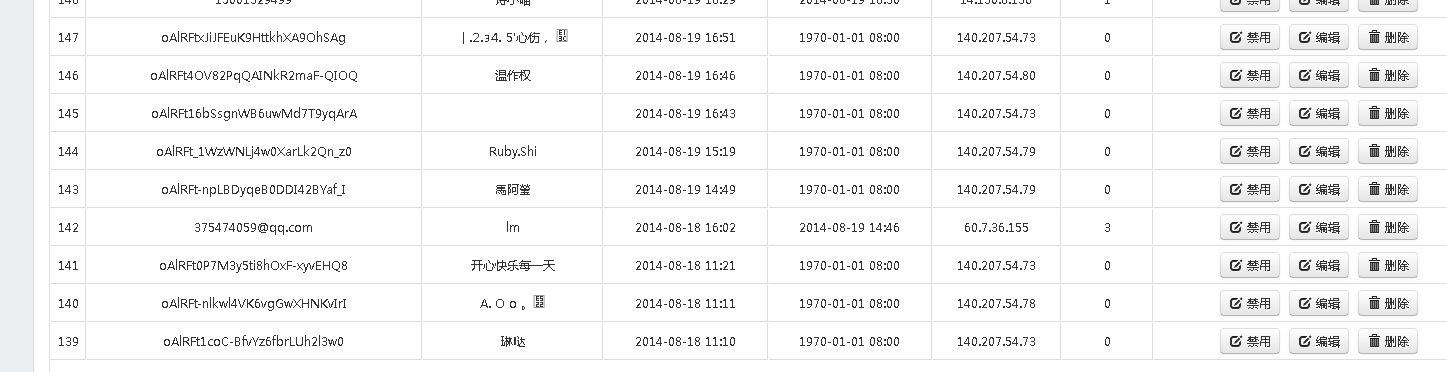 148 13001329499 2014-08-19 16:29 2014-08-19 16:30 14.150.6.150 1 禁用 编辑 删除
147 oAlRFtxJiJFEuK9HttkhXA9OhSAg | .2.з4. 5'心伤， 2014-08-19 16:51 1970-01-01 08:00 140.207.54.73 0 禁用 编辑 删除
146 oAlRFt4OV82PqQAINkR2maF-QIOQ 温作权 2014-08-19 16:46 1970-01-01 08:00 140.207.54.80 0 禁用 编辑 删除
145 oAlRFt16bSsgnWB6uwMd7T9yqArA 2014-08-19 16:43 1970-01-01 08:00 140.207.54.73 0 禁用 编辑 删除
144 oAlRFt_1WzWNLj4w0XarLk2Qn_z0 Ruby.Shi 2014-08-19 15:19 1970-01-01 08:00 140.207.54.79 0 禁用 编辑 删除
143 oAlRFt-npLBDyqeB0DDI42BYaf_I 2014-08-19 14:49 1970-01-01 08:00 140.207.54.79 0 禁用 编辑 删除
142 375474059@qq.com lm 2014-08-18 16:02 2014-08-19 14:46 60.7.36.155 3 禁用 编辑 删除
141 oAlRFt0P7M3y5ti8hOxF-xyvEHQ8 开心快乐每一天 2014-08-18 11:21 1970-01-01 08:00 140.207.54.73 0 禁用 编辑 删除
140 oAlRFt-nlkwl4VK6vgGwXHNKvIrI A. O o 。 2014-08-18 11:11 1970-01-01 08:00 140.207.54.78 0 禁用 编辑 删除
139 oAlRFt1coC-BfvYz6fbrLUh2l3w0 琳哒 2014-08-18 11:10 1970-01-01 08:00 140.207.54.73 0 禁用 编辑 删除